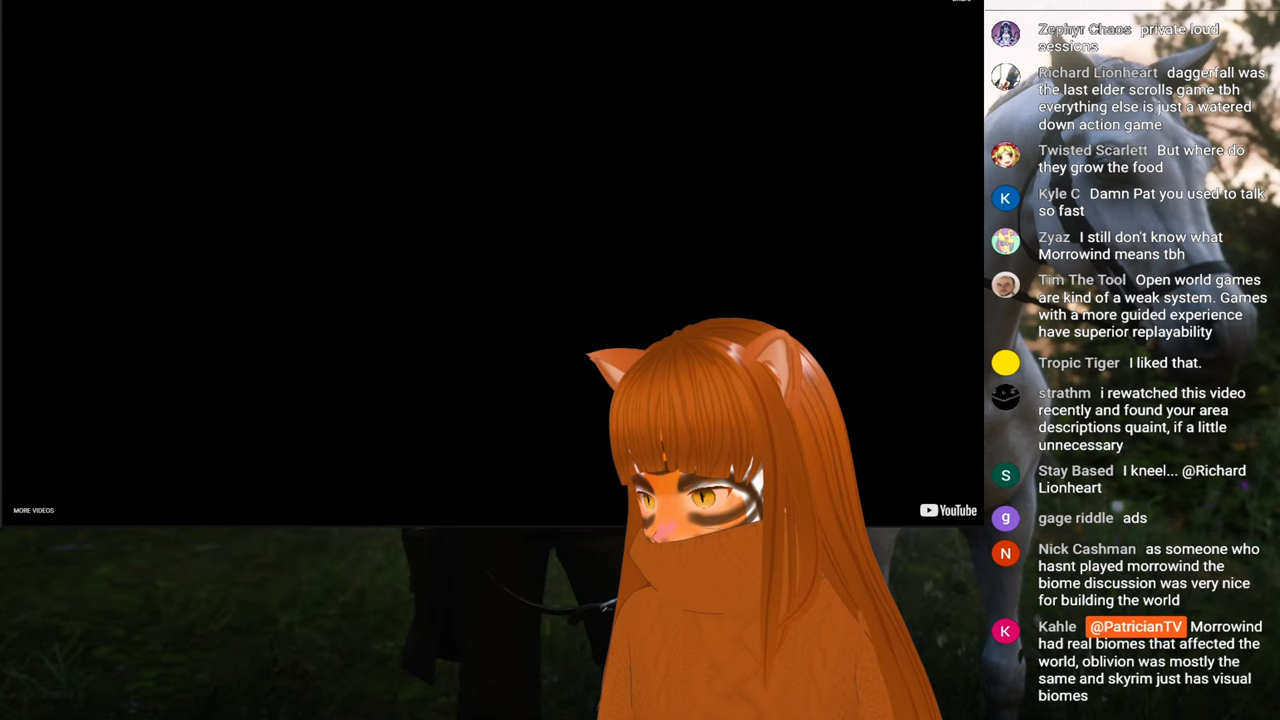 Zephyr Chaos private loud
sessions
Richard Lionheart daggerfall was
the last elder scrolls game tbh
everything else is just a watered
down action game
Twisted Scarlett But where do
they grow the food
K
Kyle C Damn Pat you used to talk
so fast
Zyaz I still don't know what
Morrowind means tbh
Tim The Tool Open world games
are kind of a weak system. Games
with a more guided experience
have superior replayability
Tropic Tiger I liked that.
strathm i rewatched this video
recently and found your area
descriptions quaint, if a little
unnecessary
S
Stay Based I kneel... @Richard
Lionheart
g
gage riddle ads
N
Nick Cashman as someone who
hasnt played morrowind the
biome discussion was very nice
for building the world
K
Kahle @PatricianTV Morrowind
had real biomes that affected the
world, oblivion was mostly the
same and skyrim just has visual
biomes
MORE VIDEOS
YouTube